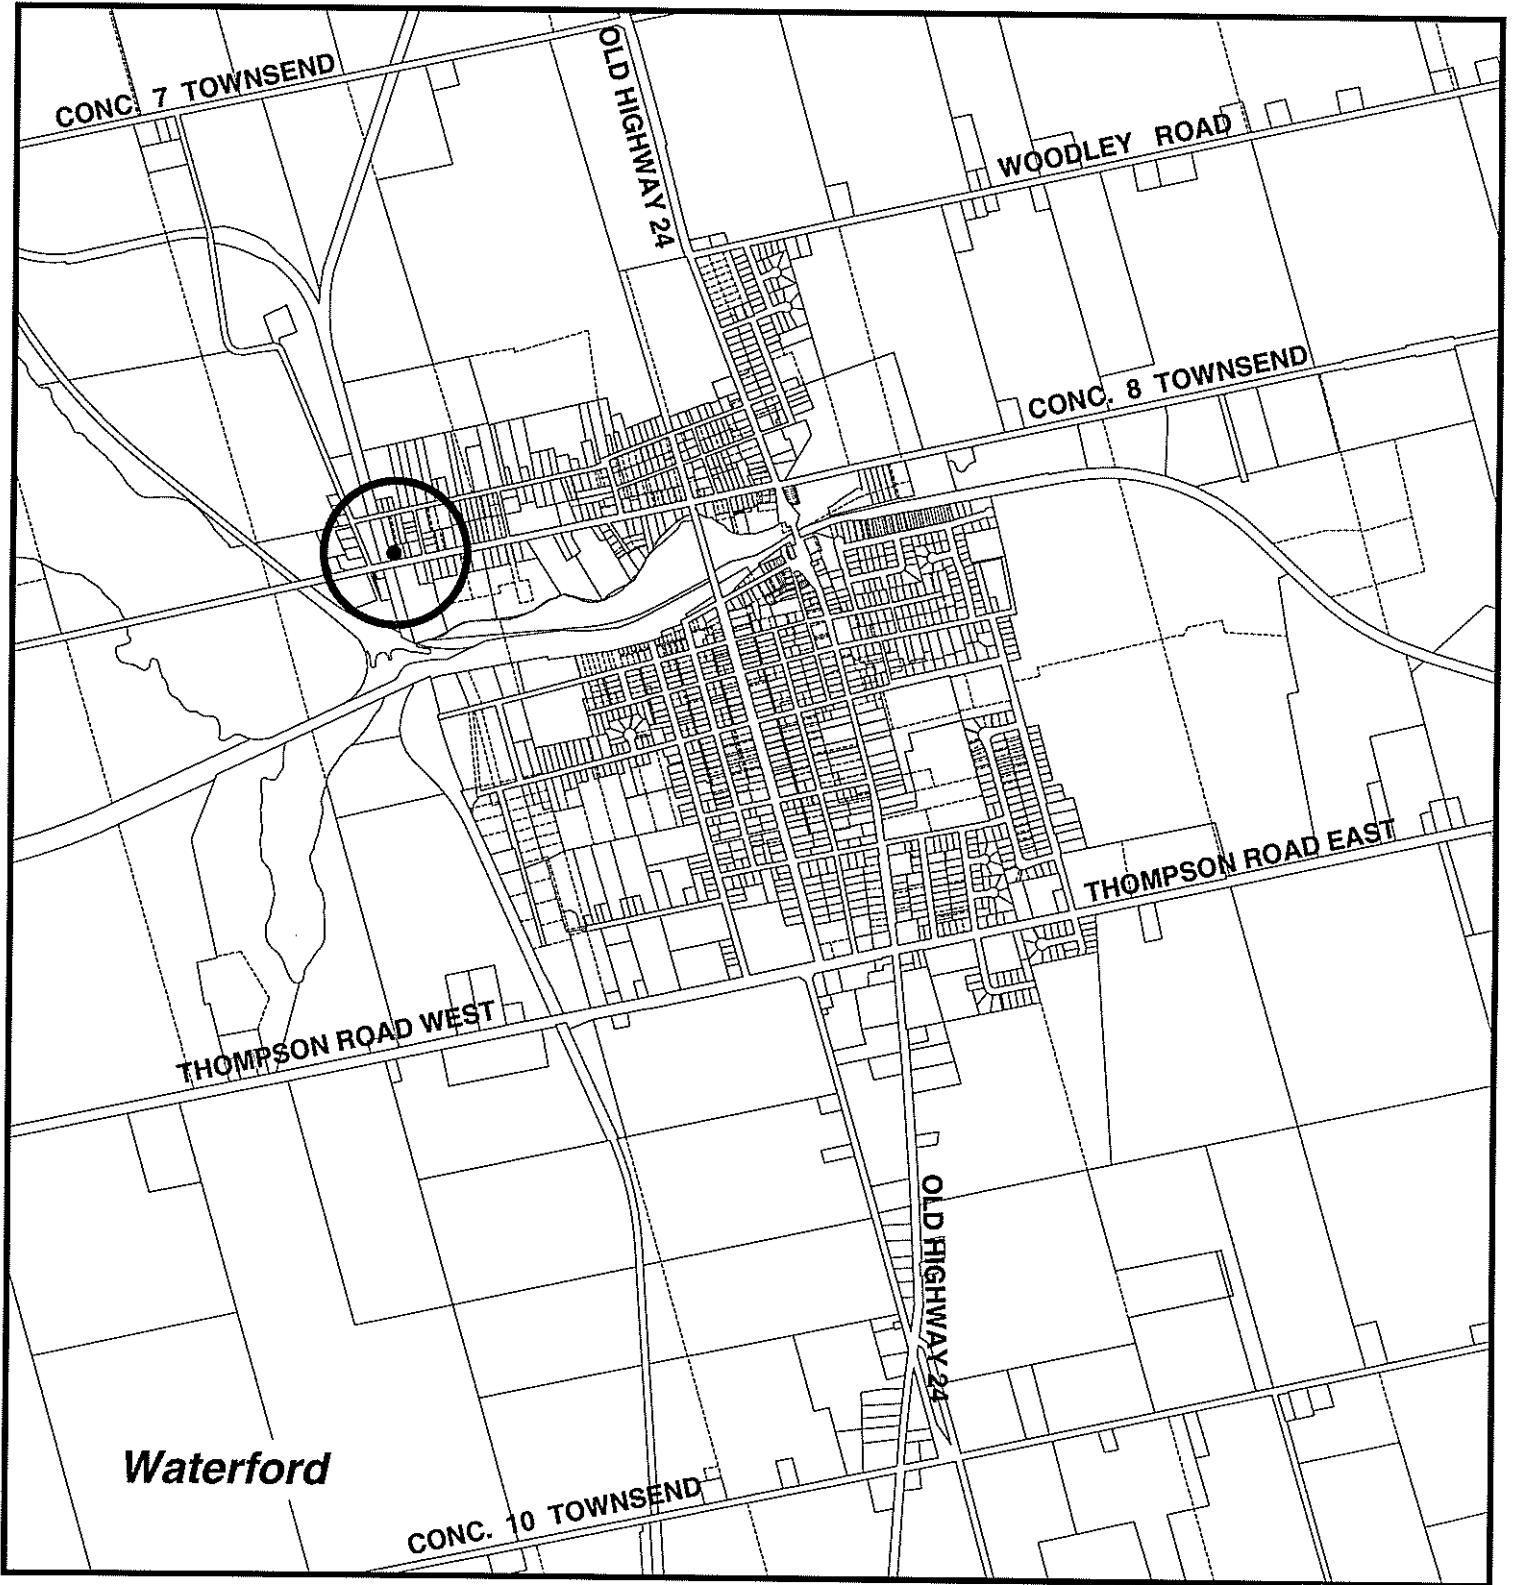 CONC. 7 TOWNSEND
OLD HIGHWAY 24
WOODLEY ROAD
CONC. 8 TOWNSEND
THOMPSON ROAD EAST
THOMPSON ROAD WEST
OLD HIGHWAY 24
Waterford
CONC. 10 TOWNSEND